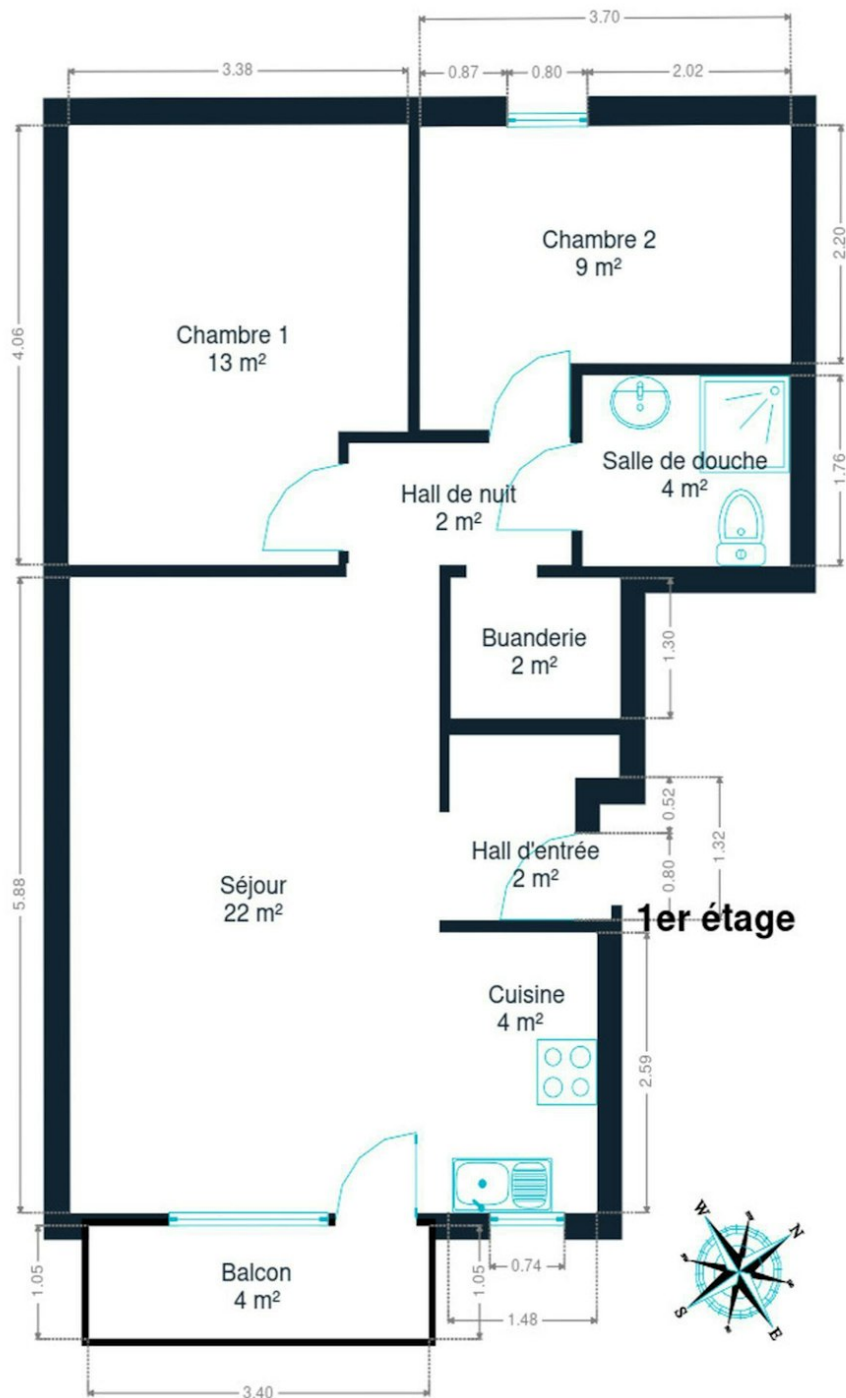 3.70
3.38
0.87
0.80
2.02
4.06
2.20
Chambre 2
9 m²
Chambre 1
13 m²
Salle de douche
4 m²
1.76
Hall de nuit
2 m²
Buanderie
2 m²
1.30
0.52
1.32
0.80
Hall d'entrée
2 m²
5.88
Séjour
22 m²
1er étage
Cuisine
4 m²
2.59
W
N
S
E
Balcon
4 m²
1.05
1.05
0.74
1.48
3.40